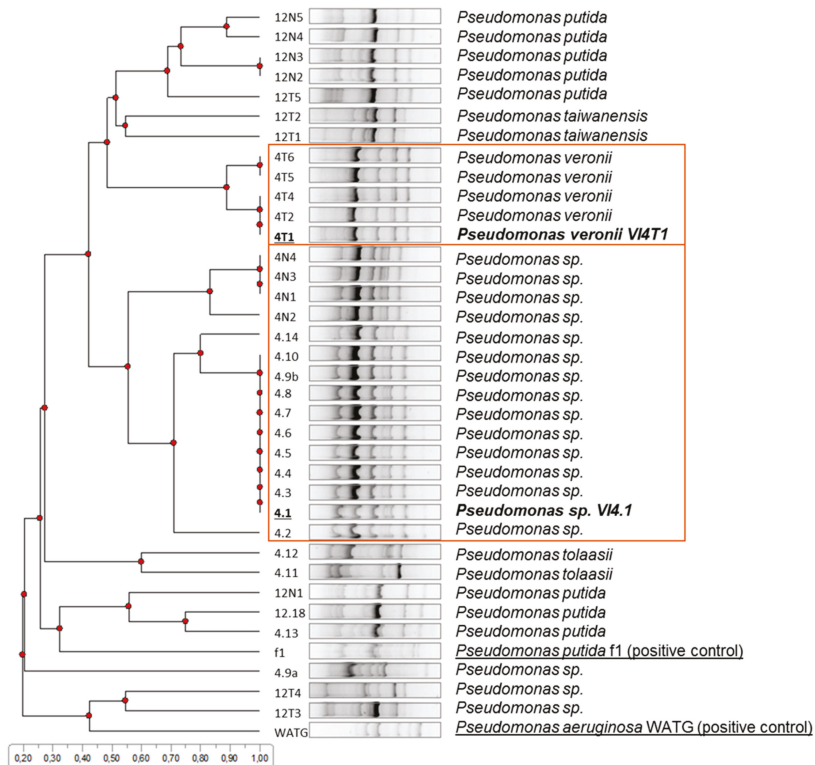 12N5 Pseudomonas putida
12N4 Pseudomonas putida
12N3 Pseudomonas putida
12N2 Pseudomonas putida
12T5 Pseudomonas putida
12T2 Pseudomonas taiwanensis
12T1 Pseudomonas taiwanensis
4T6 Pseudomonas veronii
4T5 Pseudomonas veronii
4T4 Pseudomonas veronii
4T2 Pseudomonas veronii
4T1 Pseudomonas veronii VI4T1
4N4 Pseudomonas sp.
4N3 Pseudomonas sp.
4N1 Pseudomonas sp.
4N2 Pseudomonas sp.
4.14 Pseudomonas sp.
4.10 Pseudomonas sp.
4.9b Pseudomonas sp.
4.8 Pseudomonas sp.
4.7 Pseudomonas sp.
4.6 Pseudomonas sp.
4.5 Pseudomonas sp.
4.4 Pseudomonas sp.
4.3 Pseudomonas sp.
4.1 Pseudomonas sp. VI4.1
4.2 Pseudomonas sp.
4.12 Pseudomonas tolaasii
4.11 Pseudomonas tolaasii
12N1 Pseudomonas putida
12.18 Pseudomonas putida
4.13 Pseudomonas putida
f1 Pseudomonas putida f1 (positive control)
4.9a Pseudomonas sp.
12T4 Pseudomonas sp.
12T3 Pseudomonas sp.
WATG Pseudomonas aeruginosa WATG (positive control)
0,20 0,30 0,40 0,50 0,60 0,70 0,80 0,90 1,00